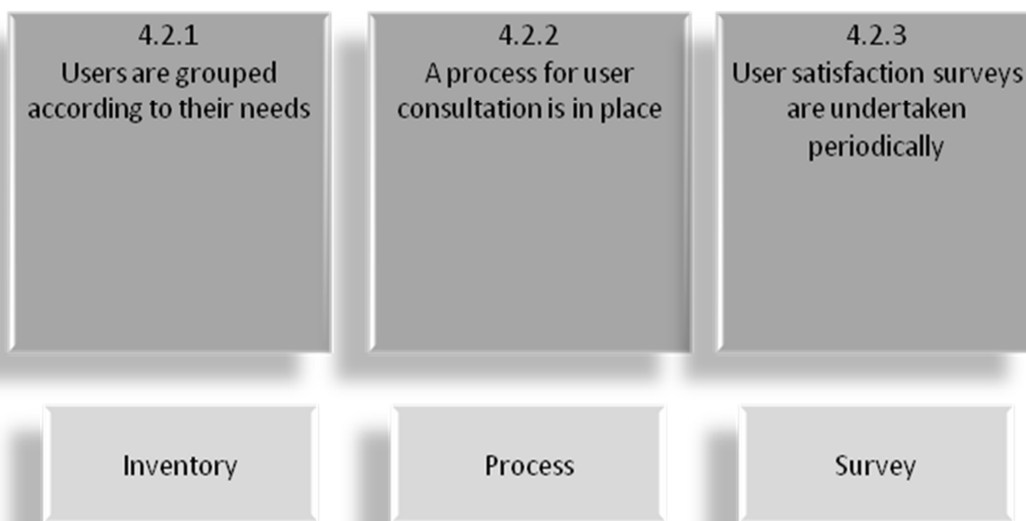 4.2.1
Users are grouped
according to their needs
4.2.2
A process for user
consultation is in place
4.2.3
User satisfaction surveys
are undertaken
periodically
Inventory
Process
Survey